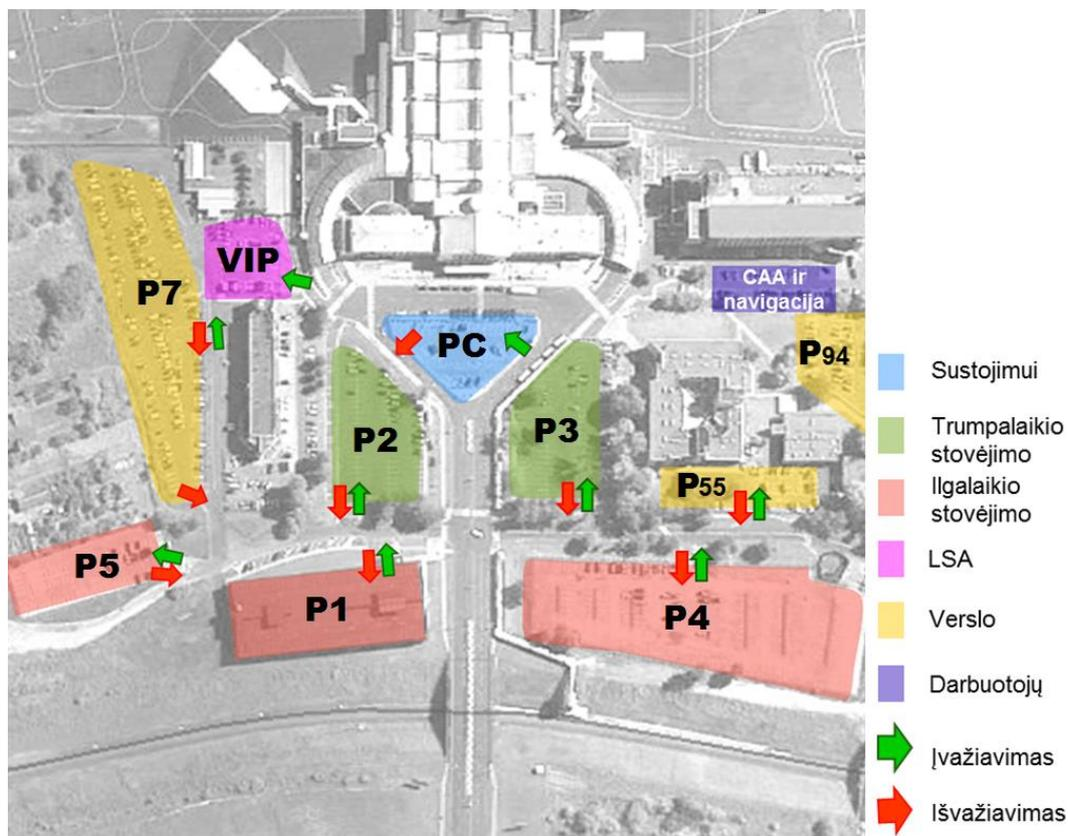 VIP
P7
CAA ir
navigacija
PC
P94
P2
P3
P55
P5
P1
P4
Sustojimui
Trumpalaikio
stovėjimo
Ilgalaikio
stovėjimo
LSA
Verslo
Darbuotojų
Įvažiavimas
Išvažiavimas